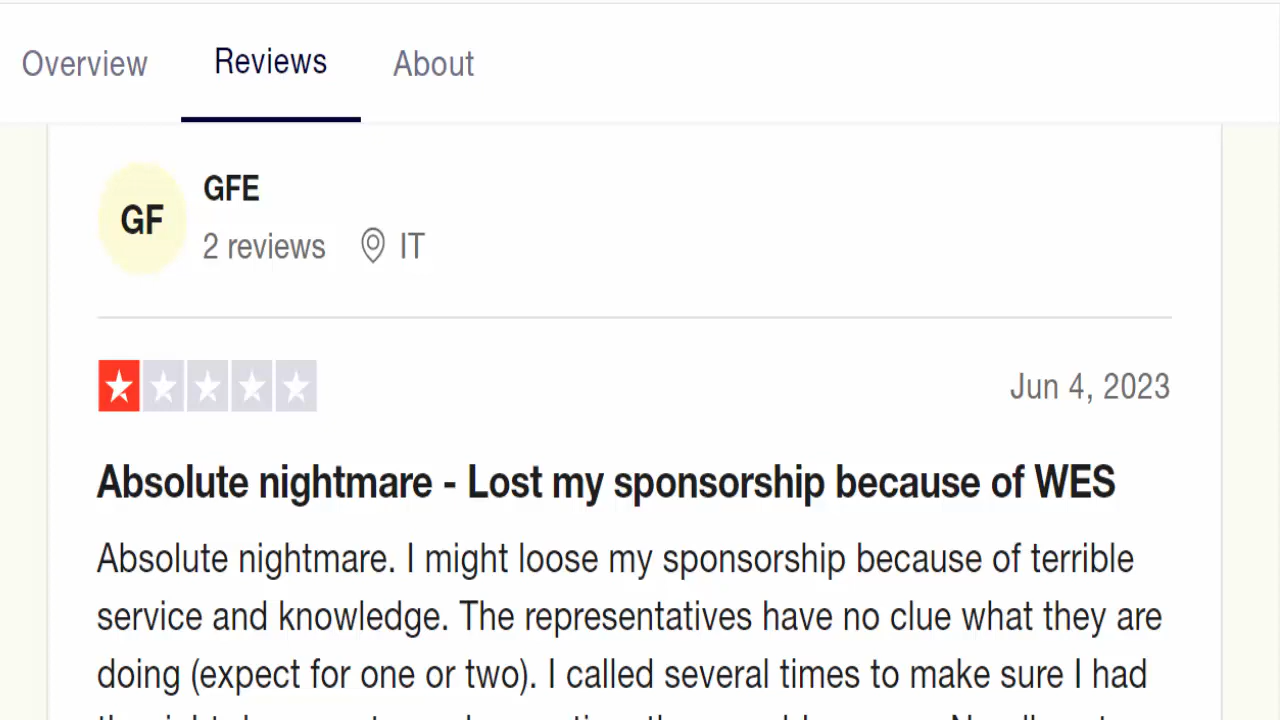 Overview Reviews About
GF
GFE
2 reviews IT
Jun 4, 2023
Absolute nightmare - Lost my sponsorship because of WES
Absolute nightmare. I might loose my sponsorship because of terrible
service and knowledge. The representatives have no clue what they are
doing (expect for one or two). I called several times to make sure I had